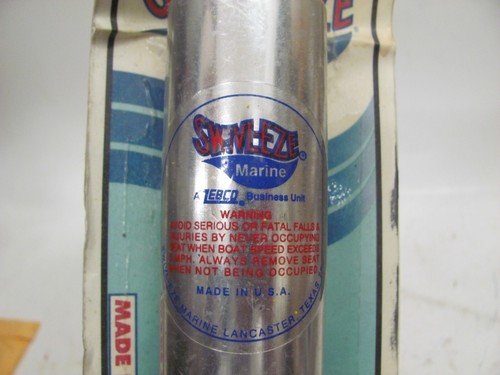 SWIVL-EZE®
Marine
A ZEBCO® Business Unit
WARNING
AVOID SERIOUS OR FATAL FALLS &
INJURIES BY NEVER OCCUPYING
SEAT WHEN BOAT SPEED EXCEEDS
MPH. ALWAYS REMOVE SEAT
WHEN NOT BEING OCCUPIED.
MADE IN U.S.A.
MARINE LANCASTER, TEXAS
MADE